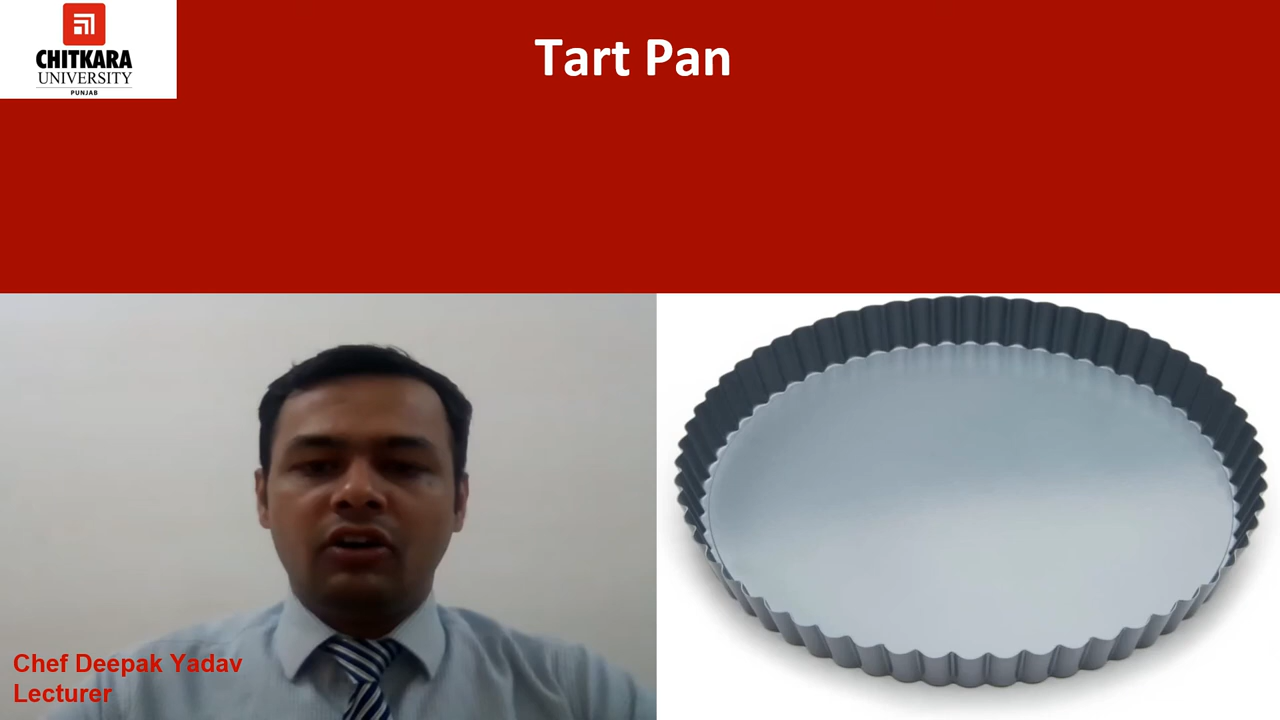 CHITKARA
UNIVERSITY
PUNJAB
Tart Pan
Chef Deepak Yadav
Lecturer